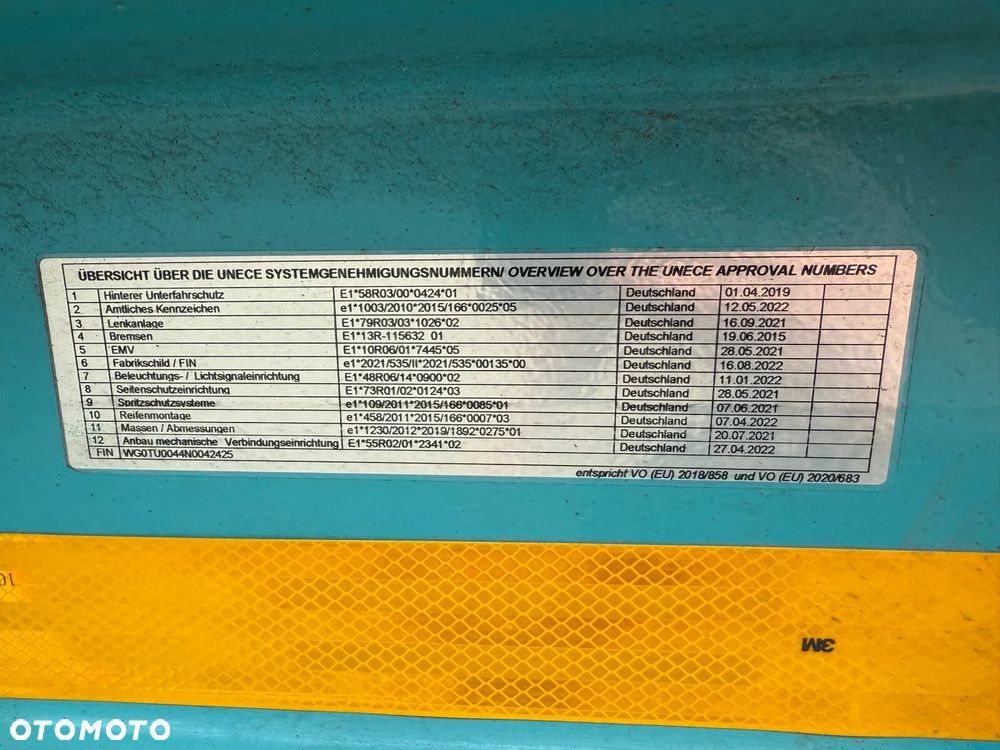 ÜBERSICHT ÜBER DIE UNECE SYSTEMGENEHMIGUNGSNUMMERN/ OVERVIEW OVER THE UNECE APPROVAL NUMBERS
1 Hinterer Unterfahrschutz E1*58R03/00*0424*01 Deutschland 01.04.2019
2 Amtliches Kennzeichen e1*1003/2010*2015/166*0025*05 Deutschland 12.05.2022
3 Lenkanlage E1*79R03/03*1026*02 Deutschland 16.09.2021
4 Bremsen E1*13R-115632 01 Deutschland 19.06.2015
5 EMV E1*10R06/01*7445*05 Deutschland 28.05.2021
6 Fabrikschild / FIN e1*2021/535/II*2021/535*00135*00 Deutschland 16.08.2022
7 Beleuchtungs- / Lichtsignaleinrichtung E1*48R06/14*0900*02 Deutschland 11.01.2022
8 Seitenschutzeinrichtung E1*73R01/02*0124*03 Deutschland 28.05.2021
9 Spritzschutzsysteme e1*109/2011*2015/166*0085*01 Deutschland 07.06.2021
10 Reifenmontage e1*458/2011*2015/166*0007*03 Deutschland 07.04.2022
11 Massen / Abmessungen e1*1230/2012*2019/1892*0275*01 Deutschland 20.07.2021
12 Anbau mechanische Verbindungseinrichtung E1*55R02/01*2341*02 Deutschland 27.04.2022
FIN WG0TU0044N0042425
entspricht VO (EU) 2018/858 und VO (EU) 2020/683
3M
OTOMOTO